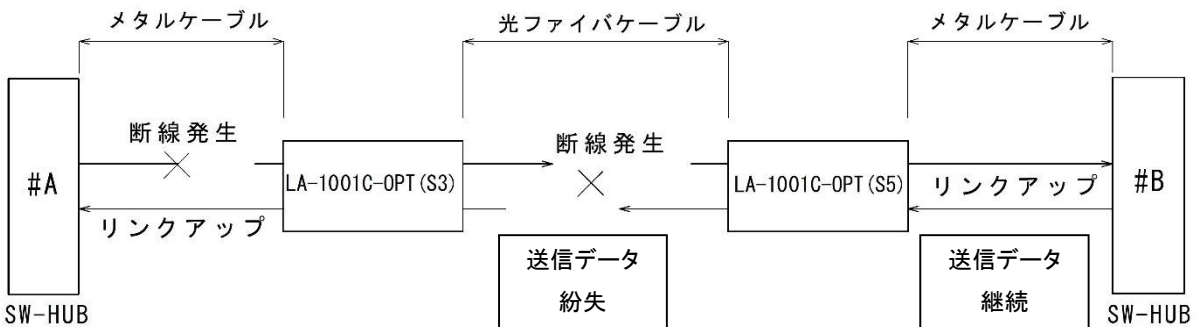 メタルケーブル
光ファイバケーブル
メタルケーブル
断線発生
断線発生
#A
LA-1001C-OPT(S3)
LA-1001C-OPT(S5)
#B
リンクアップ
リンクアップ
送信データ
紛失
送信データ
継続
SW-HUB
SW-HUB